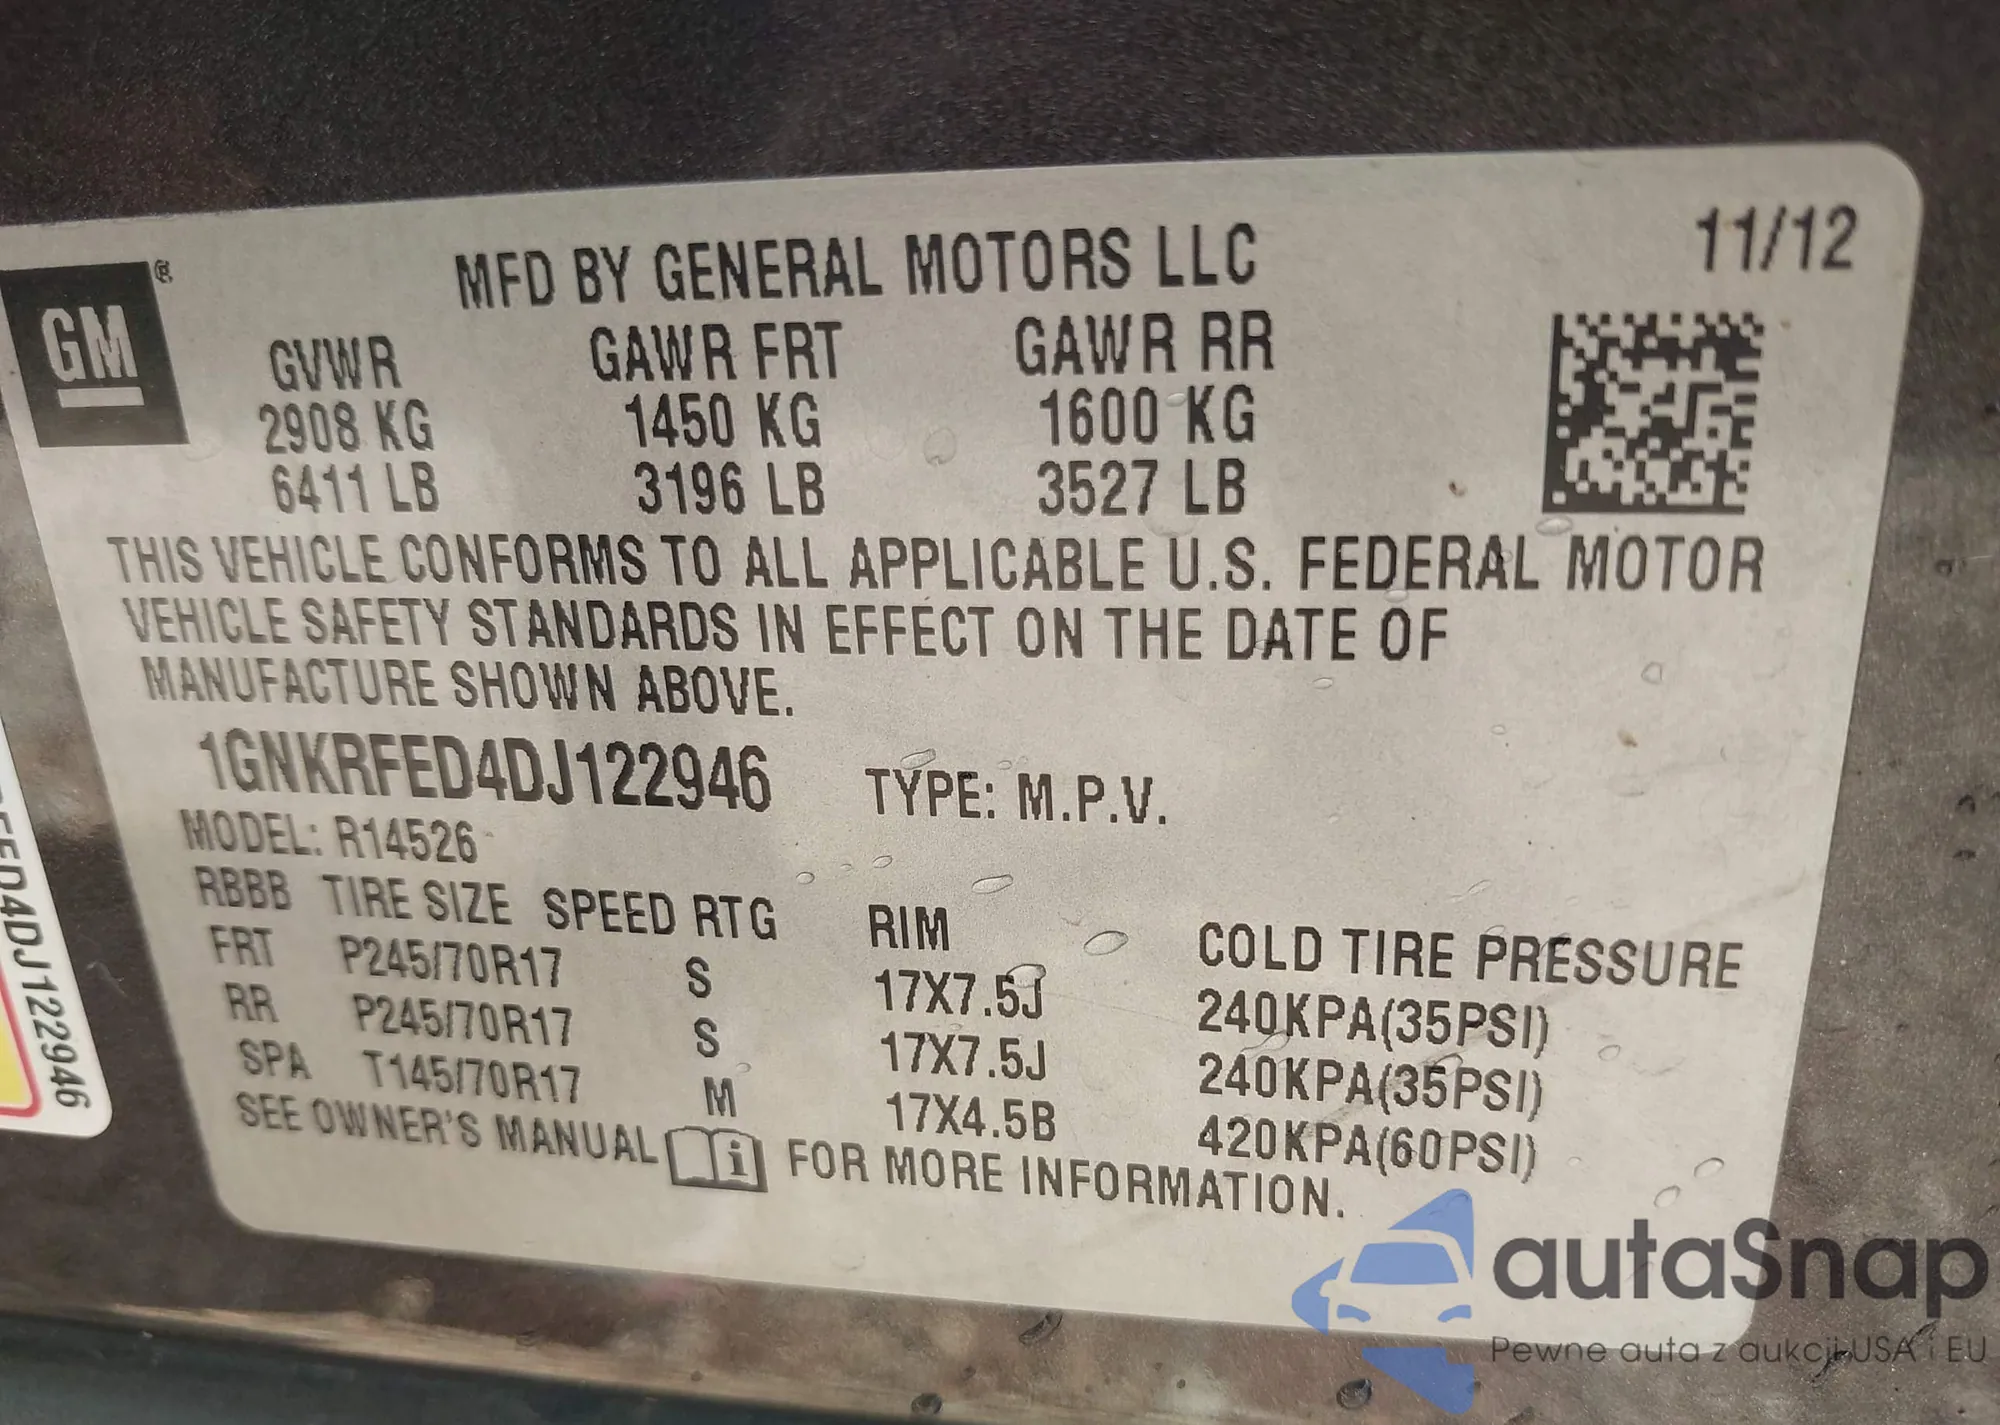 11/12
MFD BY GENERAL MOTORS LLC
GM®
GVWR GAWR FRT GAWR RR
2908 KG 1450 KG 1600 KG
6411 LB 3196 LB 3527 LB
THIS VEHICLE CONFORMS TO ALL APPLICABLE U.S. FEDERAL MOTOR
VEHICLE SAFETY STANDARDS IN EFFECT ON THE DATE OF
MANUFACTURE SHOWN ABOVE.
1GNKRFED4DJ122946 TYPE: M.P.V.
MODEL: R14526
RBBB TIRE SIZE SPEED RTG RIM COLD TIRE PRESSURE
FRT P245/70R17 S 17X7.5J 240KPA(35PSI)
RR P245/70R17 S 17X7.5J 240KPA(35PSI)
SPA T145/70R17 M 17X4.5B 420KPA(60PSI)
SEE OWNER'S MANUAL i FOR MORE INFORMATION.
D4DJ122946
autaSnap
Pewne auta z aukcji USA i EU